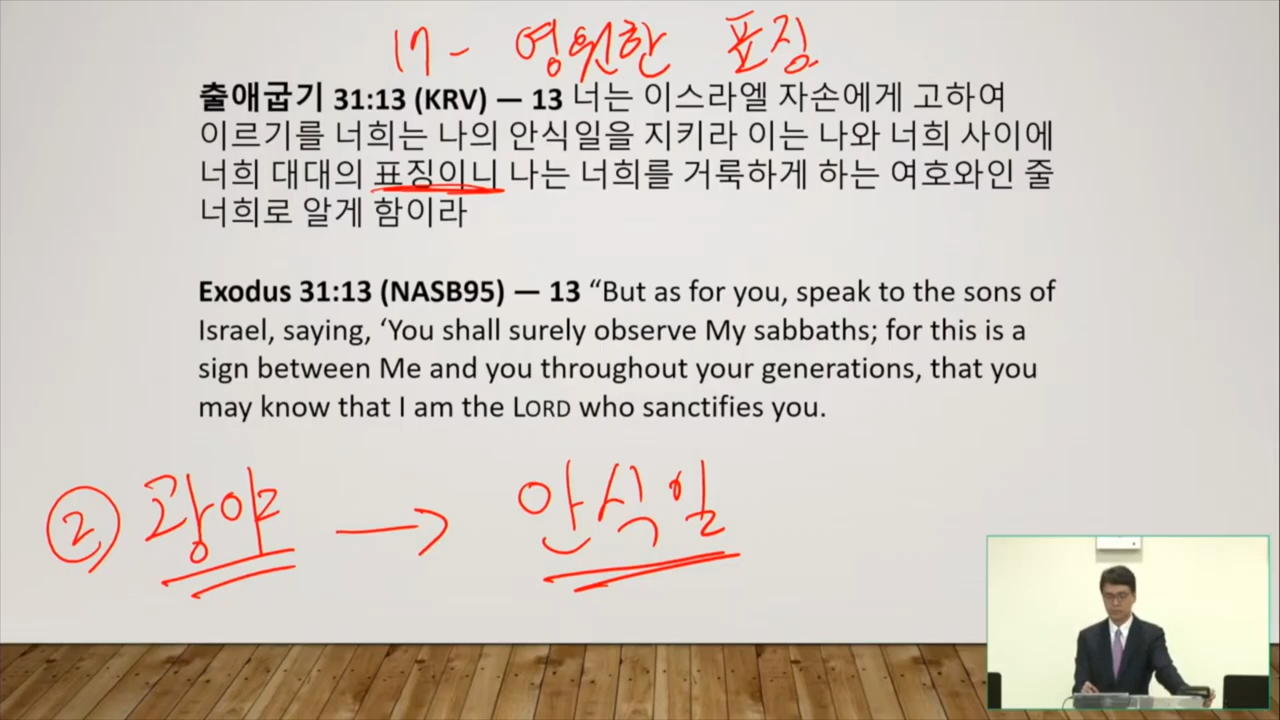 17- 영원한 표징
출애굽기 31:13 (KRV) — 13 너는 이스라엘 자손에게 고하여
이르기를 너희는 나의 안식일을 지키라 이는 나와 너희 사이에
너희 대대의 표징이니 나는 너희를 거룩하게 하는 여호와인 줄
너희로 알게 함이라
Exodus 31:13 (NASB95) — 13 “But as for you, speak to the sons of
Israel, saying, ‘You shall surely observe My sabbaths; for this is a
sign between Me and you throughout your generations, that you
may know that I am the LORD who sanctifies you.
② 광야 → 안식일